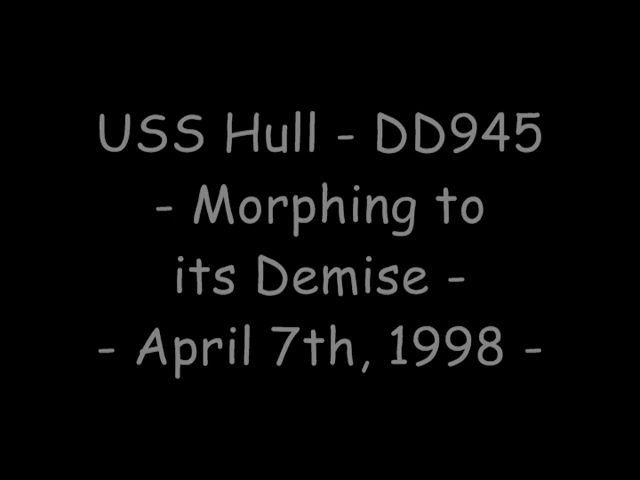 USS Hull - DD945
- Morphing to
its Demise -
- April 7th, 1998 -